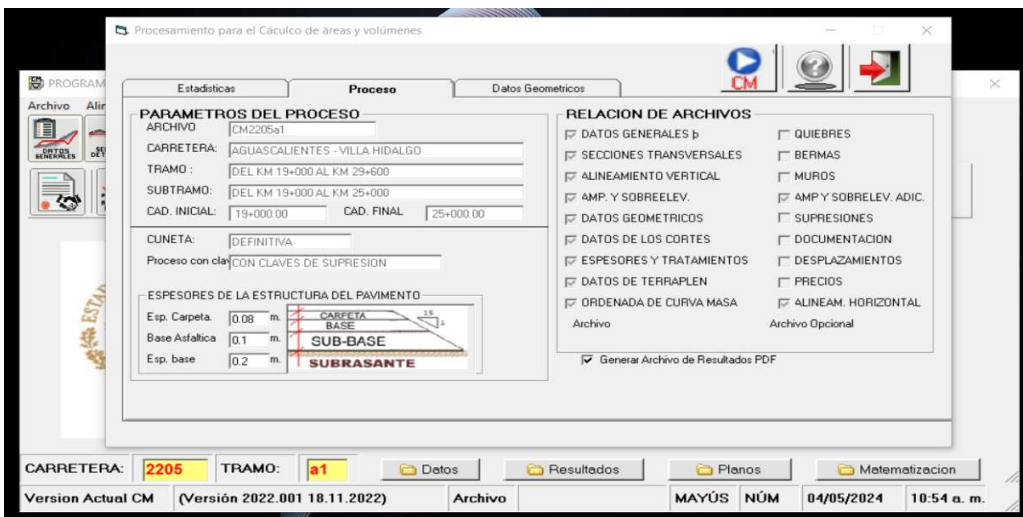 Procesamiento para el Cáculco de áreas y volúmenes
CM
PROGRAM
Archivo Alin
DATOS GENERALES
Estadisticas
Proceso
Datos Geometricos
PARAMETROS DEL PROCESO
ARCHIVO CM2205a1
CARRETERA: AGUASCALIENTES - VILLA HIDALGO
TRAMO : DEL KM 19+000 AL KM 29+600
SUBTRAMO: DEL KM 19+000 AL KM 25+000
CAD. INICIAL: 19+000.00 CAD. FINAL 25+000.00
CUNETA: DEFINITIVA
Proceso con clav CON CLAVES DE SUPRESION
ESPESORES DE LA ESTRUCTURA DEL PAVIMENTO
Esp. Carpeta. 0.08 m.
Base Asfaltica 0.1 m.
Esp. base 0.2 m.
CARPETA
BASE
SUB-BASE
SUBRASANTE
1.5
1
RELACION DE ARCHIVOS
DATOS GENERALES þ
SECCIONES TRANSVERSALES
ALINEAMIENTO VERTICAL
AMP. Y SOBREELEV.
DATOS GEOMETRICOS
DATOS DE LOS CORTES
ESPESORES Y TRATAMIENTOS
DATOS DE TERRAPLEN
ORDENADA DE CURVA MASA
Archivo
QUIEBRES
BERMAS
MUROS
AMP Y SOBRELEV. ADIC.
SUPRESIONES
DOCUMENTACION
DESPLAZAMIENTOS
PRECIOS
ALINEAM. HORIZONTAL
Archivo Opcional
Generar Archivo de Resultados PDF
CARRETERA: 2205 TRAMO: a1 Datos Resultados Planos Matematizacion
Version Actual CM (Versión 2022.001 18.11.2022) Archivo MAYÚS NÚM 04/05/2024 10:54 a. m.